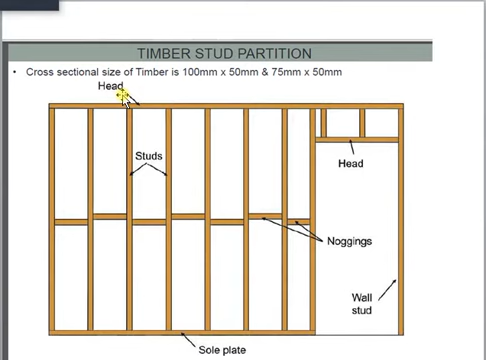 TIMBER STUD PARTITION
• Cross sectional size of Timber is 100mm x 50mm & 75mm x 50mm
Head
Studs
Head
Noggings
Wall
stud
Sole plate